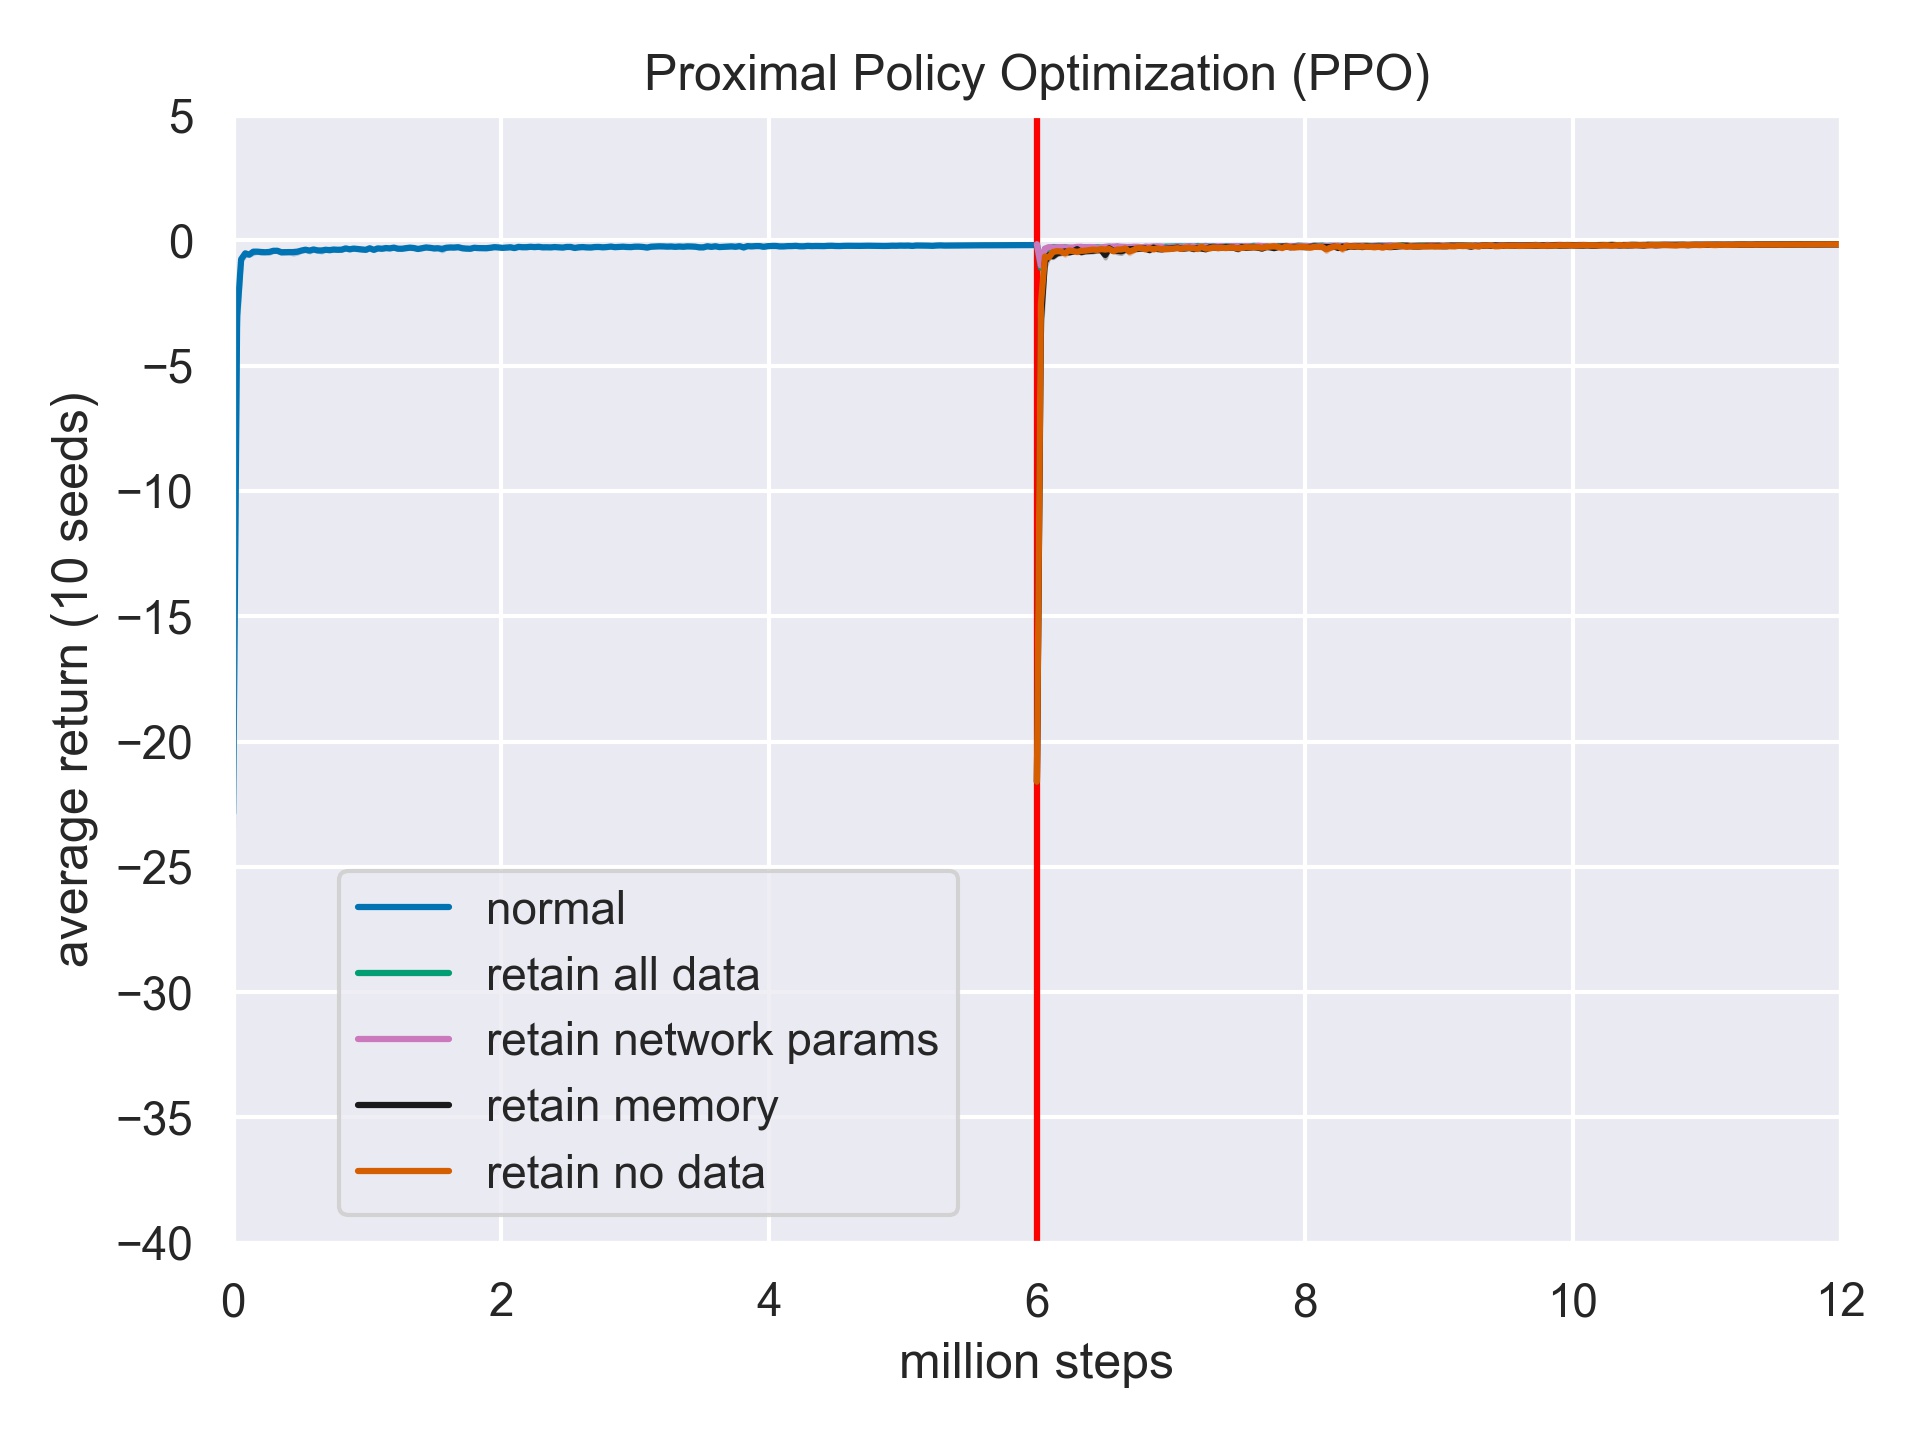 Proximal Policy Optimization (PPO)
5
0
−5
−10
−15
−20
−25
−30
−35
−40
average return (10 seeds)
normal
retain all data
retain network params
retain memory
retain no data
0 2 4 6 8 10 12
million steps